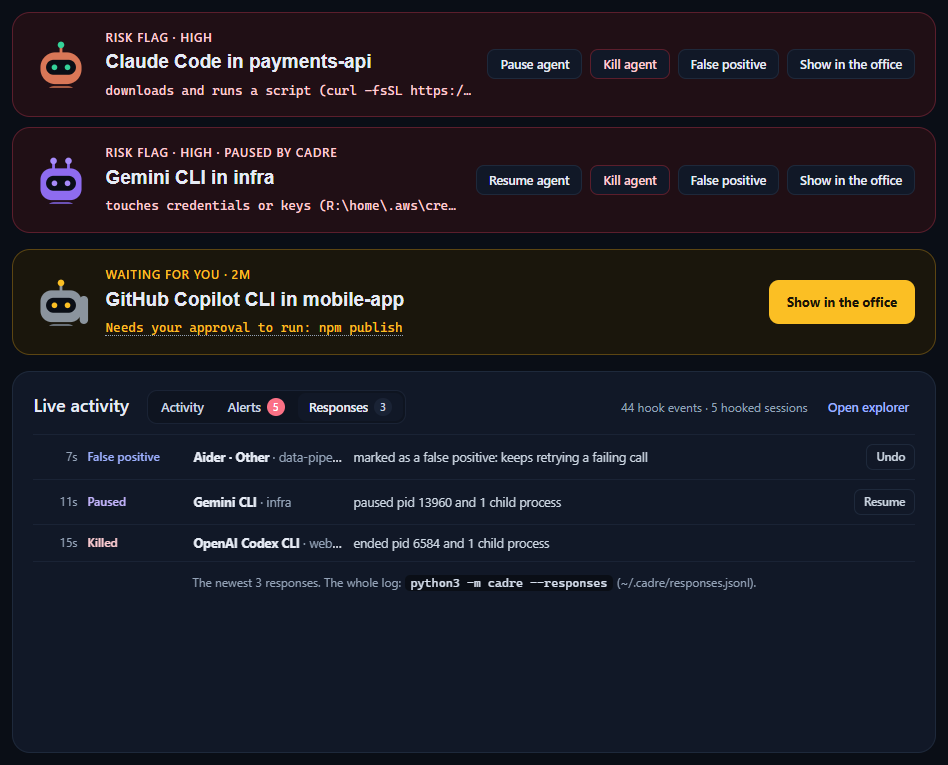 RISK FLAG · HIGH
Claude Code in payments-api
downloads and runs a script (curl -fsSL https:/…
Pause agent
Kill agent
False positive
Show in the office
RISK FLAG · HIGH · PAUSED BY CADRE
Gemini CLI in infra
touches credentials or keys (R:\home\.aws\cre…
Resume agent
Kill agent
False positive
Show in the office
WAITING FOR YOU · 2M
GitHub Copilot CLI in mobile-app
Needs your approval to run: npm publish
Show in the office
Live activity
Activity
Alerts 5
Responses 3
44 hook events · 5 hooked sessions
Open explorer
7s False positive Aider · Other · data-pipe… marked as a false positive: keeps retrying a failing call Undo
11s Paused Gemini CLI · infra paused pid 13960 and 1 child process Resume
15s Killed OpenAI Codex CLI · web… ended pid 6584 and 1 child process
The newest 3 responses. The whole log: python3 -m cadre --responses (~/.cadre/responses.jsonl).